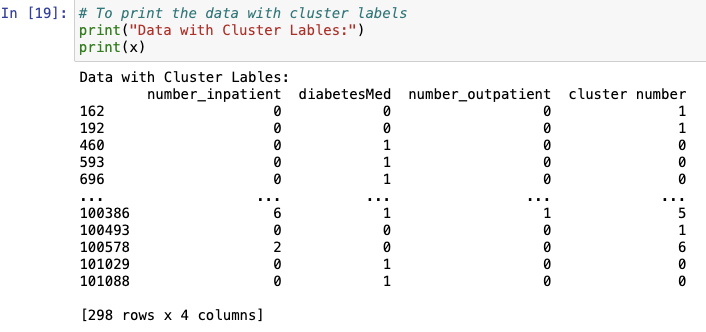 In [19]: # To print the data with cluster labels
print("Data with Cluster Lables:")
print(x)
Data with Cluster Lables:
number_inpatient diabetesMed number_outpatient cluster number
162 0 0 0 1
192 0 0 0 1
460 0 1 0 0
593 0 1 0 0
696 0 1 0 0
... ... ... ... ...
100386 6 1 1 5
100493 0 0 0 1
100578 2 0 0 6
101029 0 1 0 0
101088 0 1 0 0
[298 rows x 4 columns]